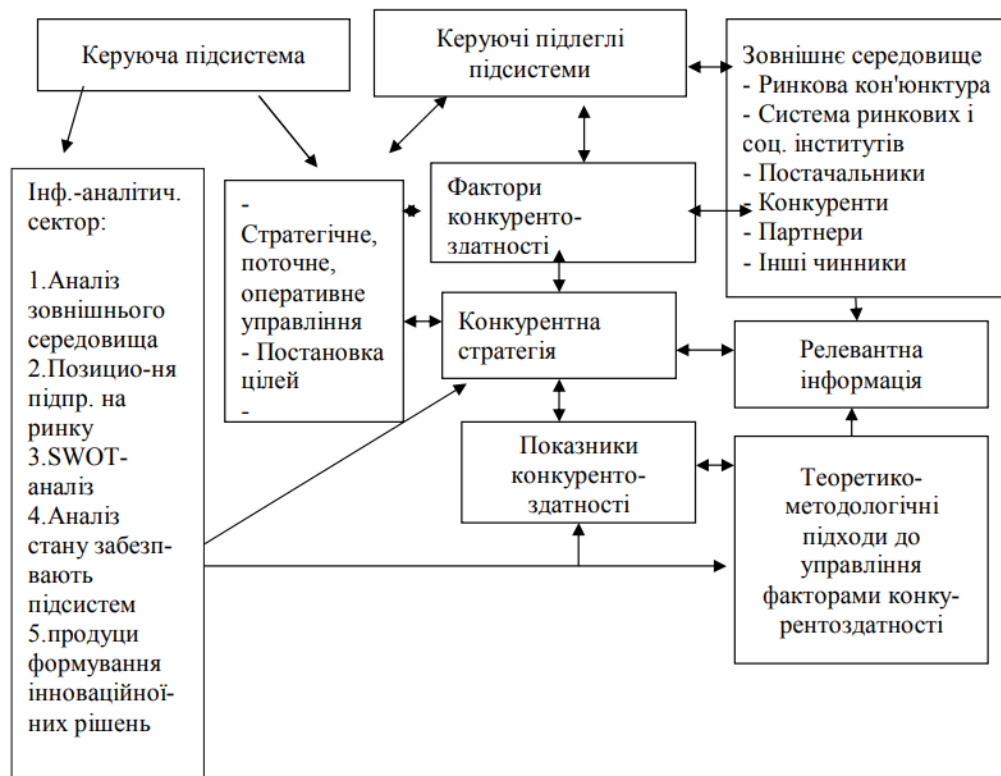 Керуюча підсистема
Керуючі підлеглі
підсистеми
Зовнішнє середовище
- Ринкова кон'юнктура
- Система ринкових і
соц. інститутів
- Постачальники
- Конкуренти
- Партнери
- Інші чинники
Інф.-аналітич.
сектор:
1.Аналіз
зовнішнього
середовища
2.Позицио-ня
підпр. на
ринку
3.SWOT-
аналіз
4.Аналіз
стану забезп-
вають
підсистем
5.продуци
формування
інноваційної-
них рішень
-
Стратегічне,
поточне,
оперативне
управління
- Постановка
цілей
-
Фактори
конкуренто-
здатності
Конкурентна
стратегія
Релевантна
інформація
Показники
конкуренто-
здатності
Теоретико-
методологічні
підходи до
управління
факторами конку-
рентоздатності